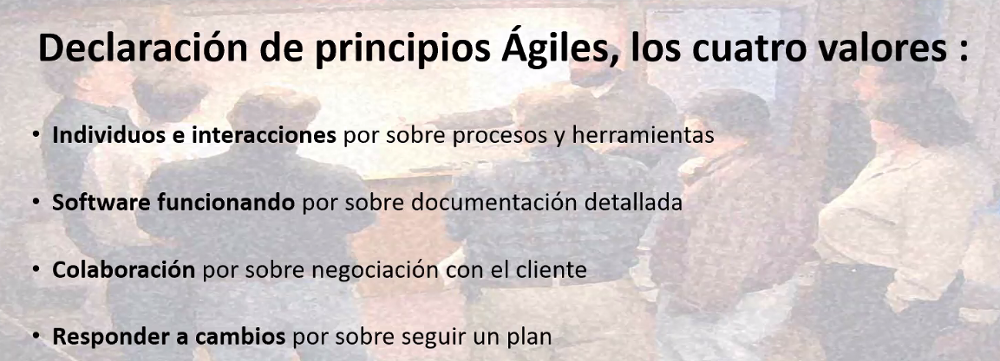 Declaración de principios Ágiles, los cuatro valores :
• Individuos e interacciones por sobre procesos y herramientas
• Software funcionando por sobre documentación detallada
• Colaboración por sobre negociación con el cliente
• Responder a cambios por sobre seguir un plan